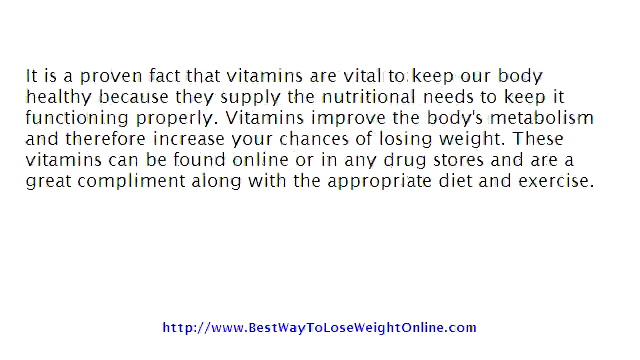 It is a proven fact that vitamins are vital to keep our body
healthy because they supply the nutritional needs to keep it
functioning properly. Vitamins improve the body's metabolism
and therefore increase your chances of losing weight. These
vitamins can be found online or in any drug stores and are a
great compliment along with the appropriate diet and exercise.
http://www.BestWayToLoseWeightOnline.com